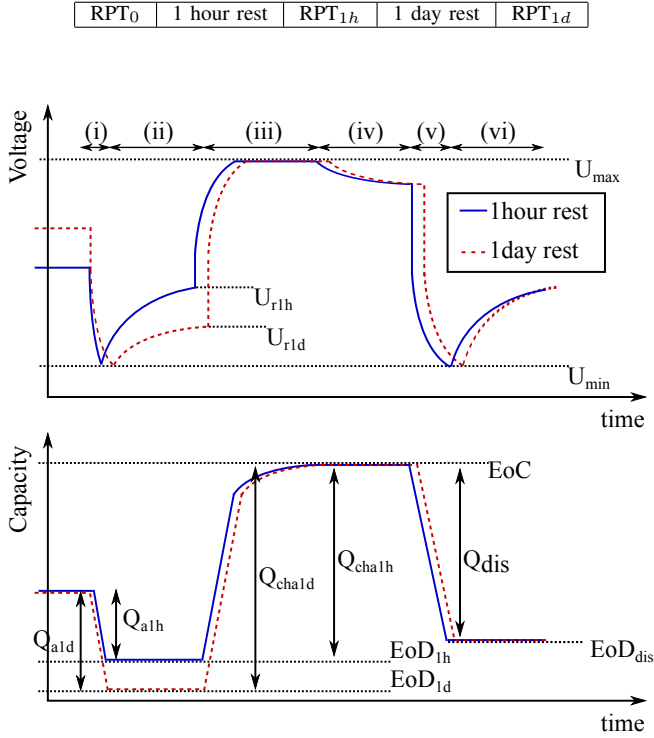 RPT₀ 1 hour rest RPT₁ₕ 1 day rest RPT₁d
(i) (ii) (iii) (iv) (v) (vi)
Voltage
Umax
1hour rest
1day rest
Ur1h
Ur1d
Umin
time
Capacity
EoC
Qcha1d
Qcha1h
Qdis
Qa1h
Qa1d
EoD1h
EoDdis
EoD1d
time